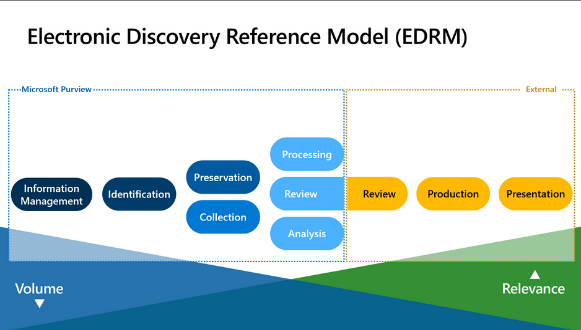 Electronic Discovery Reference Model (EDRM)
Microsoft Purview
External
Information
Management
Identification
Preservation
Collection
Processing
Review
Analysis
Review
Production
Presentation
Volume
Relevance